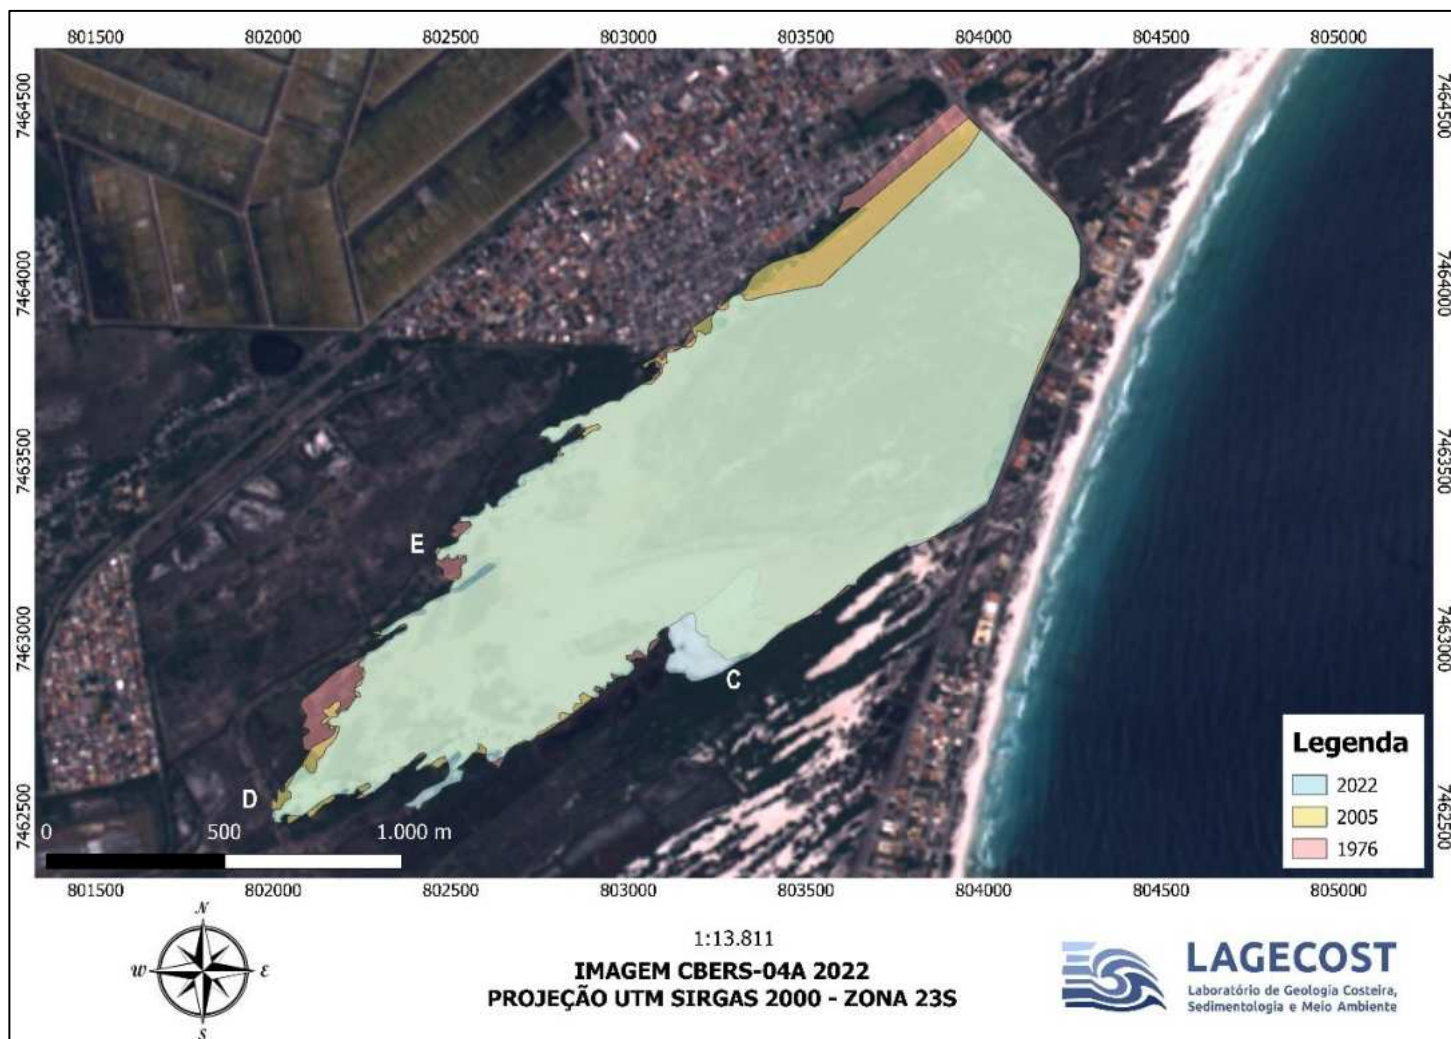 801500 802000 802500 803000 803500 804000 804500 805000
7464500
7464000
7463500
7463000
7462500
7464500
7464000
7463500
7463000
7462500
E
C
D
Legenda
2022
2005
1976
0 500 1.000 m
801500 802000 802500 803000 803500 804000 804500 805000
N
W E
S
1:13.811
IMAGEM CBERS-04A 2022
PROJEÇÃO UTM SIRGAS 2000 - ZONA 23S
LAGECOST
Laboratório de Geologia Costeira,
Sedimentologia e Meio Ambiente